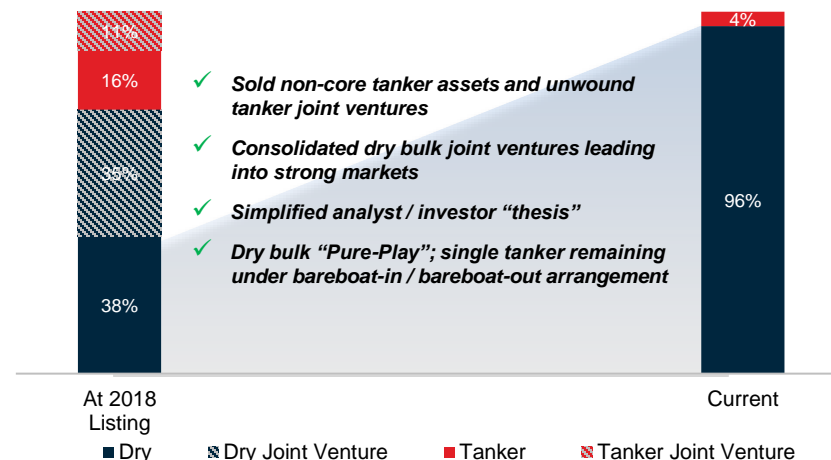 11%
16%
35%
38%
✓ Sold non-core tanker assets and unwound
tanker joint ventures
✓ Consolidated dry bulk joint ventures leading
into strong markets
✓ Simplified analyst / investor “thesis”
✓ Dry bulk “Pure-Play”; single tanker remaining
under bareboat-in / bareboat-out arrangement
4%
96%
At 2018
Listing
Current
Dry Dry Joint Venture Tanker Tanker Joint Venture